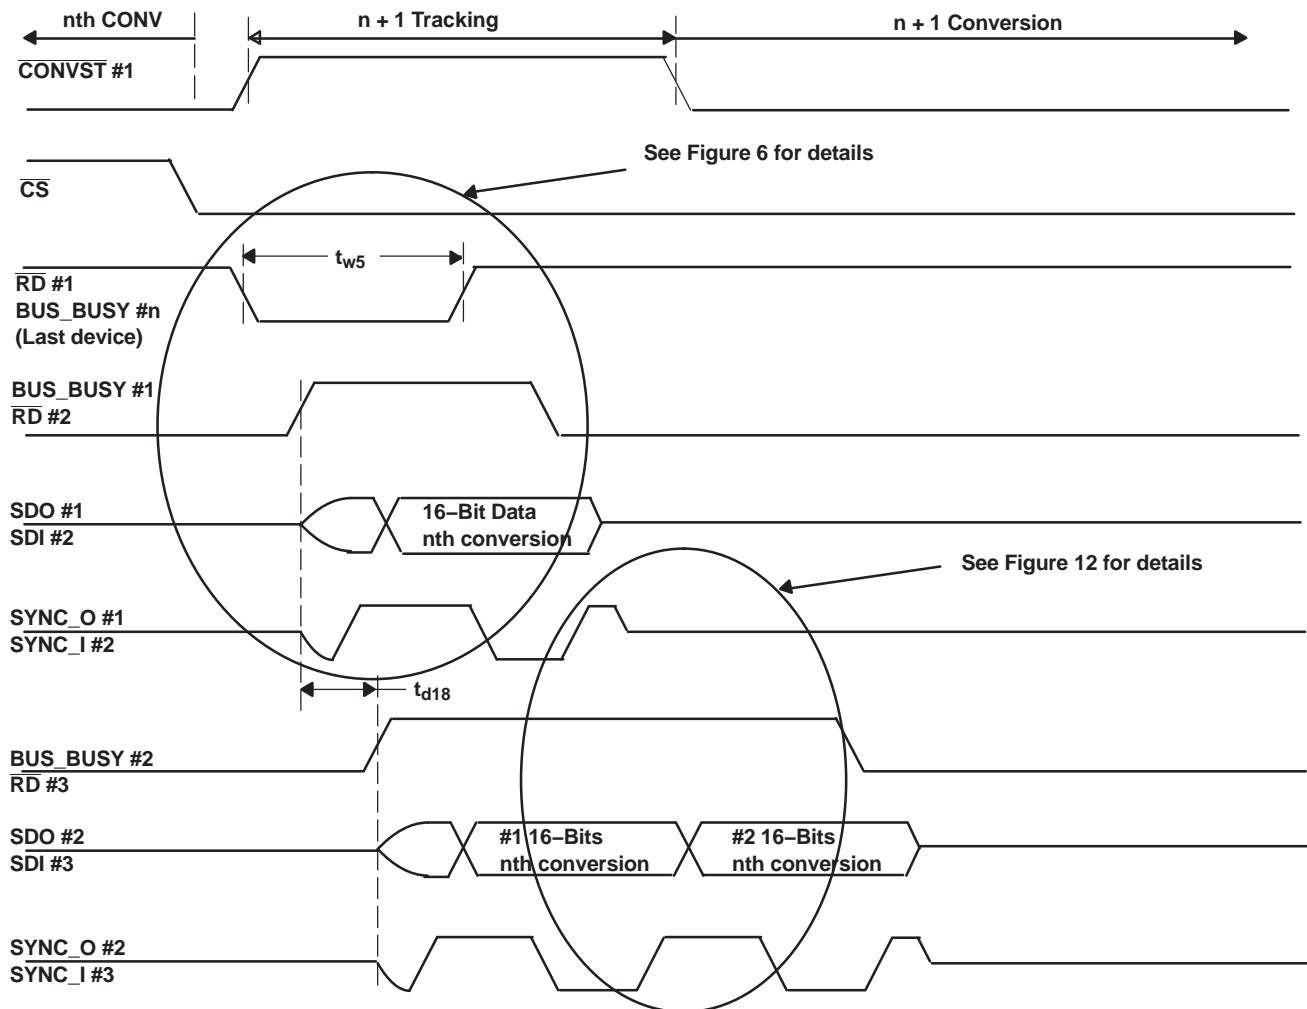 nth CONV
n + 1 Tracking
n + 1 Conversion
CONVST #1
See Figure 6 for details
CS
tw5
RD #1
BUS_BUSY #n
(Last device)
BUS_BUSY #1
RD #2
SDO #1
SDI #2
16−Bit Data
nth conversion
See Figure 12 for details
SYNC_O #1
SYNC_I #2
td18
BUS_BUSY #2
RD #3
SDO #2
SDI #3
#1 16−Bits
nth conversion
#2 16−Bits
nth conversion
SYNC_O #2
SYNC_I #3